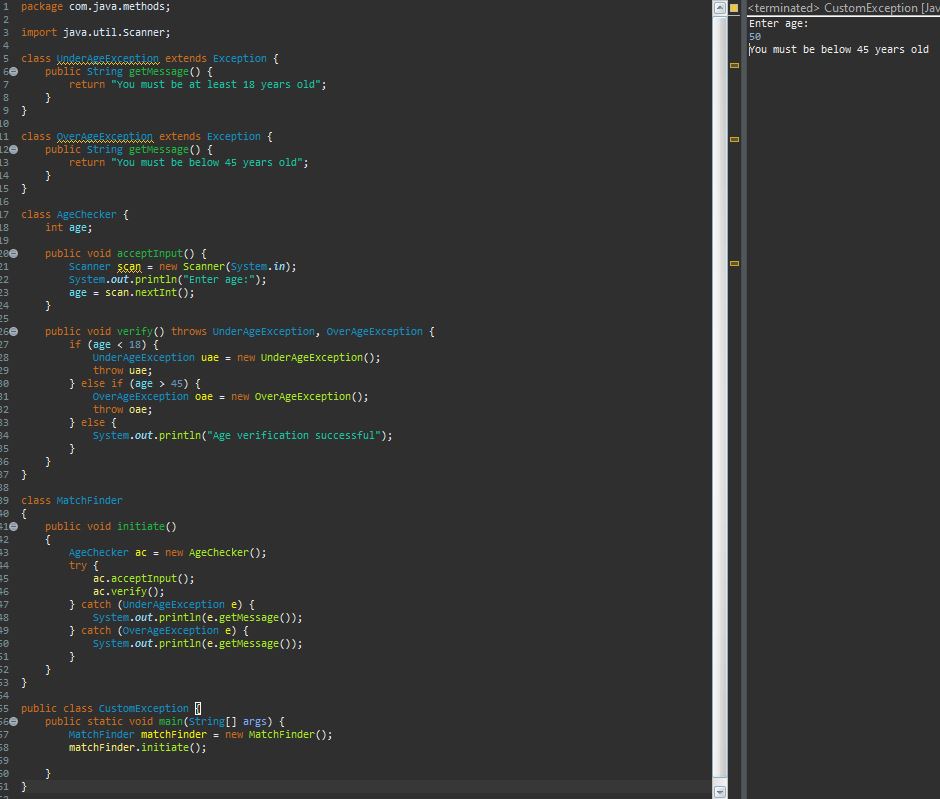 1 package com.java.methods;
2
3 import java.util.Scanner;
4
5 class UnderAgeException extends Exception {
6 public String getMessage() {
7 return "You must be at least 18 years old";
8 }
9 }
10
11 class OverAgeException extends Exception {
12 public String getMessage() {
13 return "You must be below 45 years old";
14 }
15 }
16
17 class AgeChecker {
18 int age;
19
20 public void acceptInput() {
21 Scanner scan = new Scanner(System.in);
22 System.out.println("Enter age:");
23 age = scan.nextInt();
24 }
25
26 public void verify() throws UnderAgeException, OverAgeException {
27 if (age < 18) {
28 UnderAgeException uae = new UnderAgeException();
29 throw uae;
30 } else if (age > 45) {
31 OverAgeException oae = new OverAgeException();
32 throw oae;
33 } else {
34 System.out.println("Age verification successful");
35 }
36 }
37 }
38
39 class MatchFinder
40 {
41 public void initiate()
42 {
43 AgeChecker ac = new AgeChecker();
44 try {
45 ac.acceptInput();
46 ac.verify();
47 } catch (UnderAgeException e) {
48 System.out.println(e.getMessage());
49 } catch (OverAgeException e) {
50 System.out.println(e.getMessage());
51 }
52 }
53 }
54
55 public class CustomException {
56 public static void main(String[] args) {
57 MatchFinder matchFinder = new MatchFinder();
58 matchFinder.initiate();
59
60 }
61 }
<terminated> CustomException [Jav
Enter age:
50
You must be below 45 years old